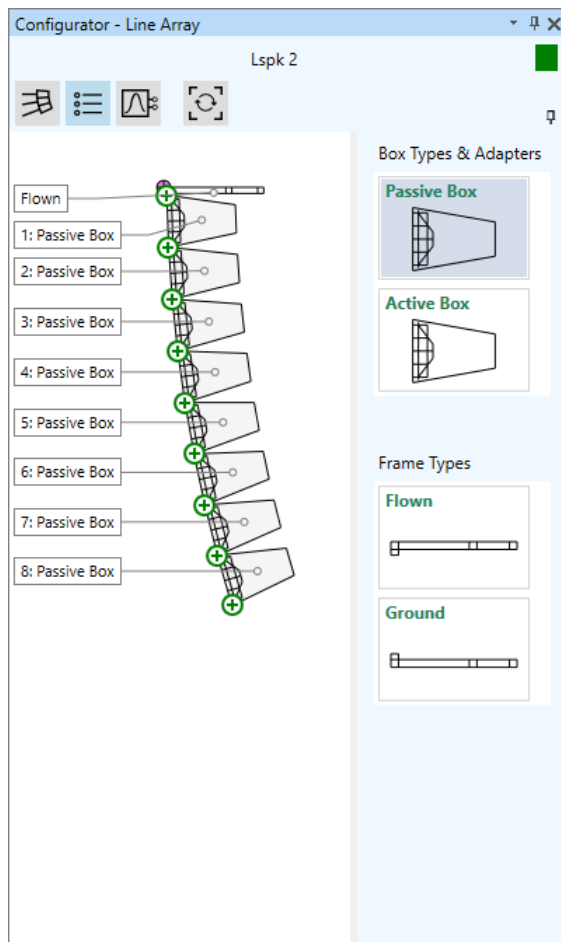 Configurator - Line Array
Lspk 2
Box Types & Adapters
Flown
1: Passive Box
2: Passive Box
3: Passive Box
4: Passive Box
5: Passive Box
6: Passive Box
7: Passive Box
8: Passive Box
Passive Box
Active Box
Frame Types
Flown
Ground